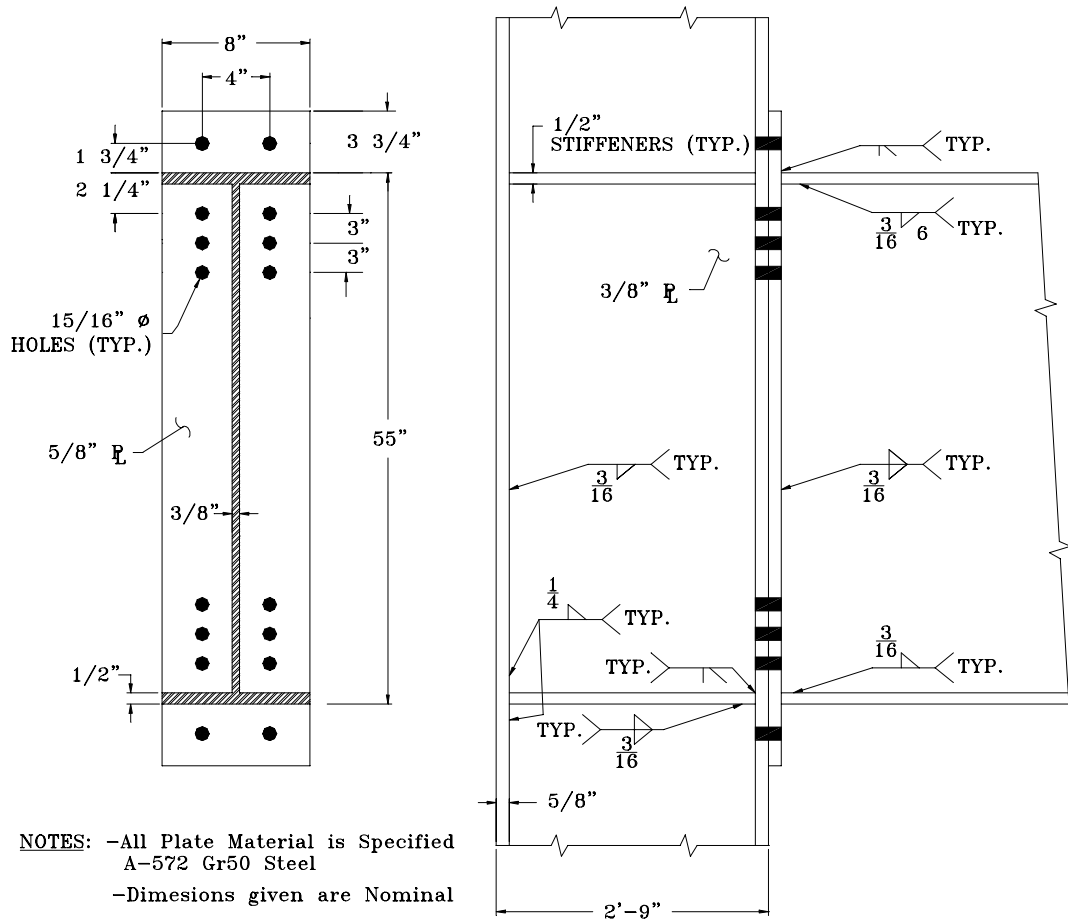 8"
4"
1 3/4"
3 3/4"
2 1/4"
3"
3"
15/16" ø
HOLES (TYP.)
5/8" PL
55"
3/8"
1/2"
1/2"
STIFFENERS (TYP.)
TYP.
3/16
6
TYP.
3/8" PL
3/16
TYP.
3/16
TYP.
1/4
TYP.
TYP.
3/16
TYP.
3/16
5/8"
2'-9"
NOTES: -All Plate Material is Specified
A-572 Gr50 Steel
-Dimesions given are Nominal